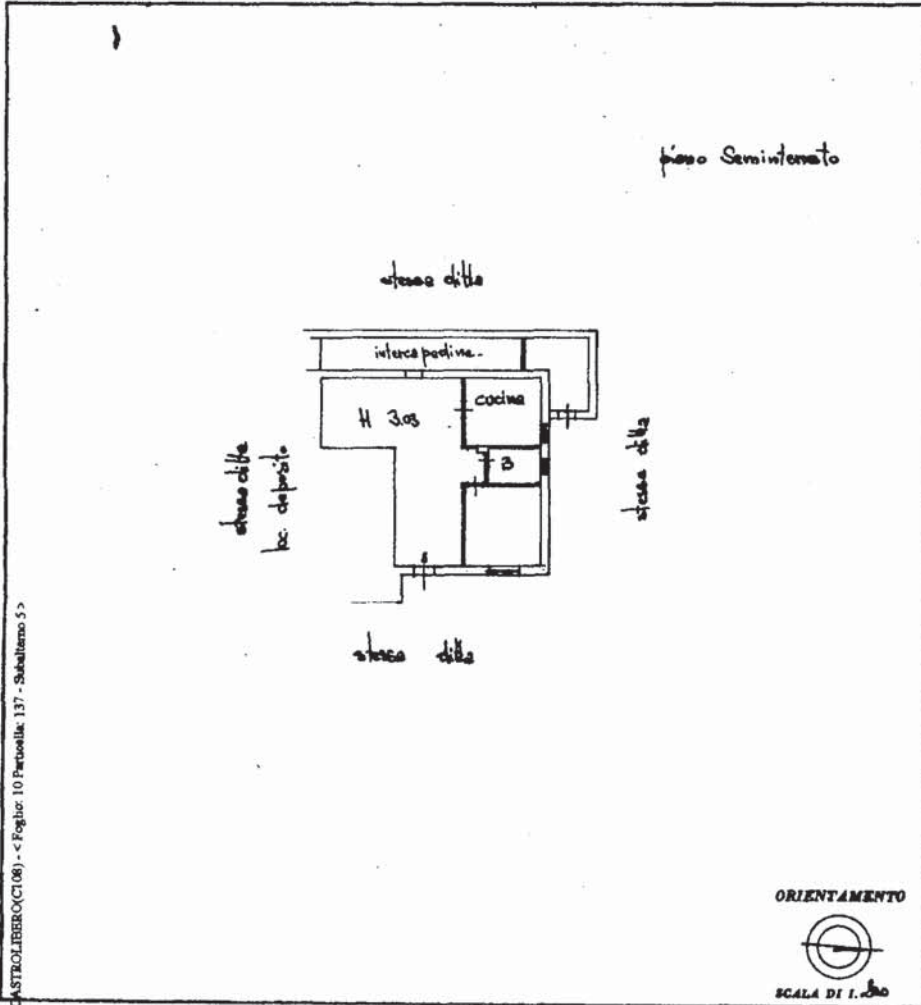 piano Seminterrato
stessa ditta
intercapedine
cucina
H 3.03
B
stessa ditta
loc. deposito
stessa ditta
stessa ditta
CASTROLIBERO(C108) - < Foglio: 10 Particella: 137 - Subalterno 5 >
ORIENTAMENTO
SCALA DI 1: